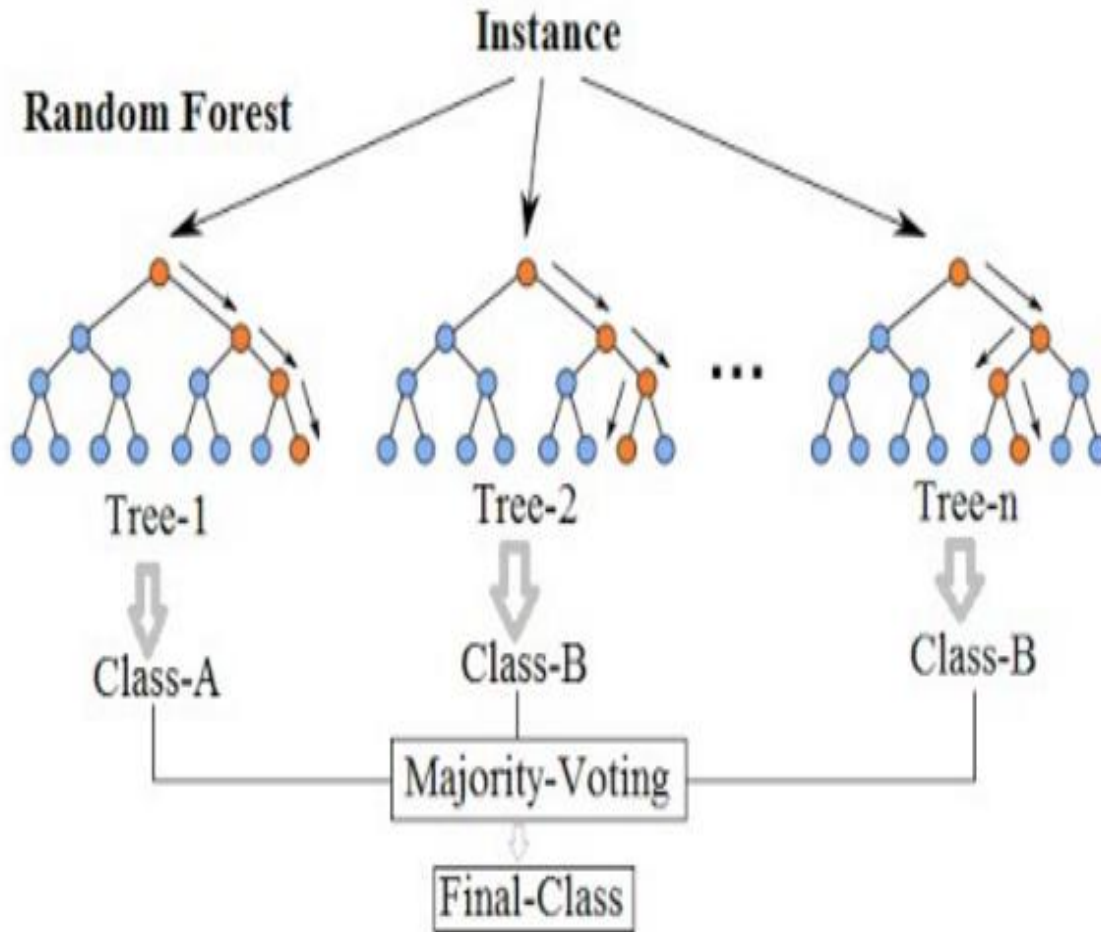 Instance
Random Forest
...
Tree-1
Tree-2
Tree-n
Class-A
Class-B
Class-B
Majority-Voting
Final-Class